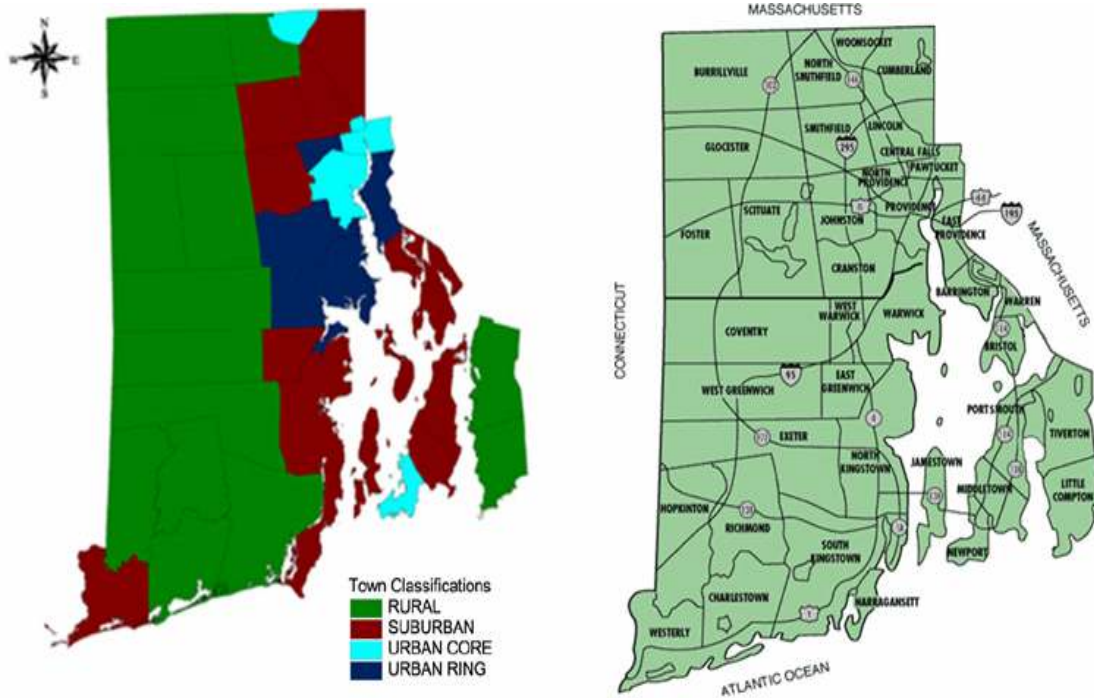 N
W E
S
Town Classifications
RURAL
SUBURBAN
URBAN CORE
URBAN RING
MASSACHUSETTS
WOONSOCKET
BURRILLVILLE
NORTH
SMITHFIELD
CUMBERLAND
102
146
SMITHFIELD
LINCOLN
GLOCESTER
295
CENTRAL FALLS
PAWTUCKET
NORTH
PROVIDENCE
SCITUATE
PROVIDENCE
JOHNSTON
195
EAST
PROVIDENCE
FOSTER
CRANSTON
MASSACHUSETTS
BARRINGTON
WARREN
CONNECTICUT
WEST
WARWICK
WARWICK
COVENTRY
114
BRISTOL
95
EAST
GREENWICH
WEST GREENWICH
PORTSMOUTH
4
EXETER
TIVERTON
NORTH
KINGSTOWN
JAMESTOWN
MIDDLETOWN
LITTLE
COMPTON
138
HOPKINTON
138
RICHMOND
NEWPORT
SOUTH
KINGSTOWN
CHARLESTOWN
NARRAGANSETT
1
WESTERLY
ATLANTIC OCEAN